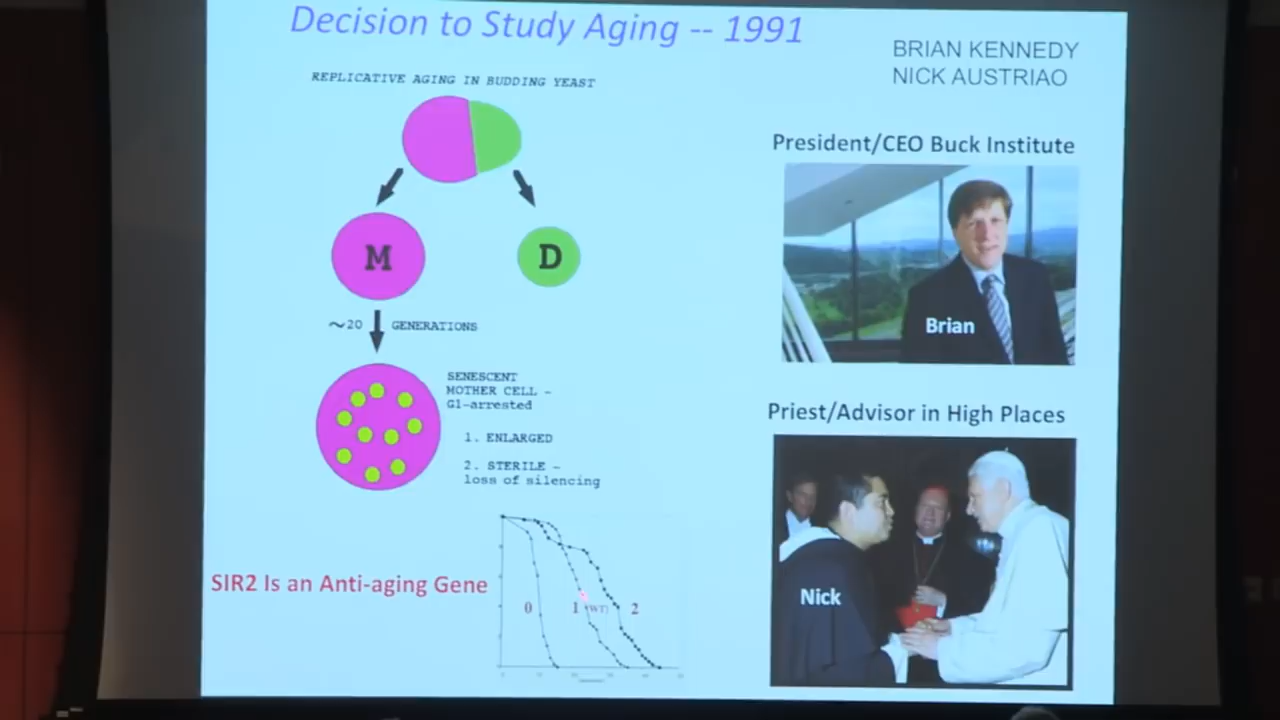 Decision to Study Aging -- 1991
BRIAN KENNEDY
NICK AUSTRIAO
REPLICATIVE AGING IN BUDDING YEAST
M
D
~20
GENERATIONS
SENESCENT
MOTHER CELL -
G1-arrested
1. ENLARGED
2. STERILE -
loss of silencing
SIR2 Is an Anti-aging Gene
0
1 (WT)
2
President/CEO Buck Institute
Brian
Priest/Advisor in High Places
Nick